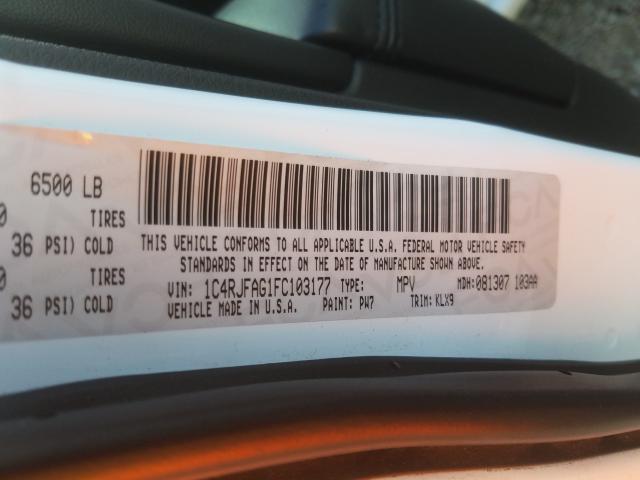 6500 LB
0 TIRES
36 PSI) COLD
0 TIRES
36 PSI) COLD
THIS VEHICLE CONFORMS TO ALL APPLICABLE U.S.A. FEDERAL MOTOR VEHICLE SAFETY
STANDARDS IN EFFECT ON THE DATE OF MANUFACTURE SHOWN ABOVE.
VIN: 1C4RJFAG1FC103177 TYPE: MPV MDH: 081307 103AA
VEHICLE MADE IN U.S.A. PAINT: PW7 TRIM: KLX9